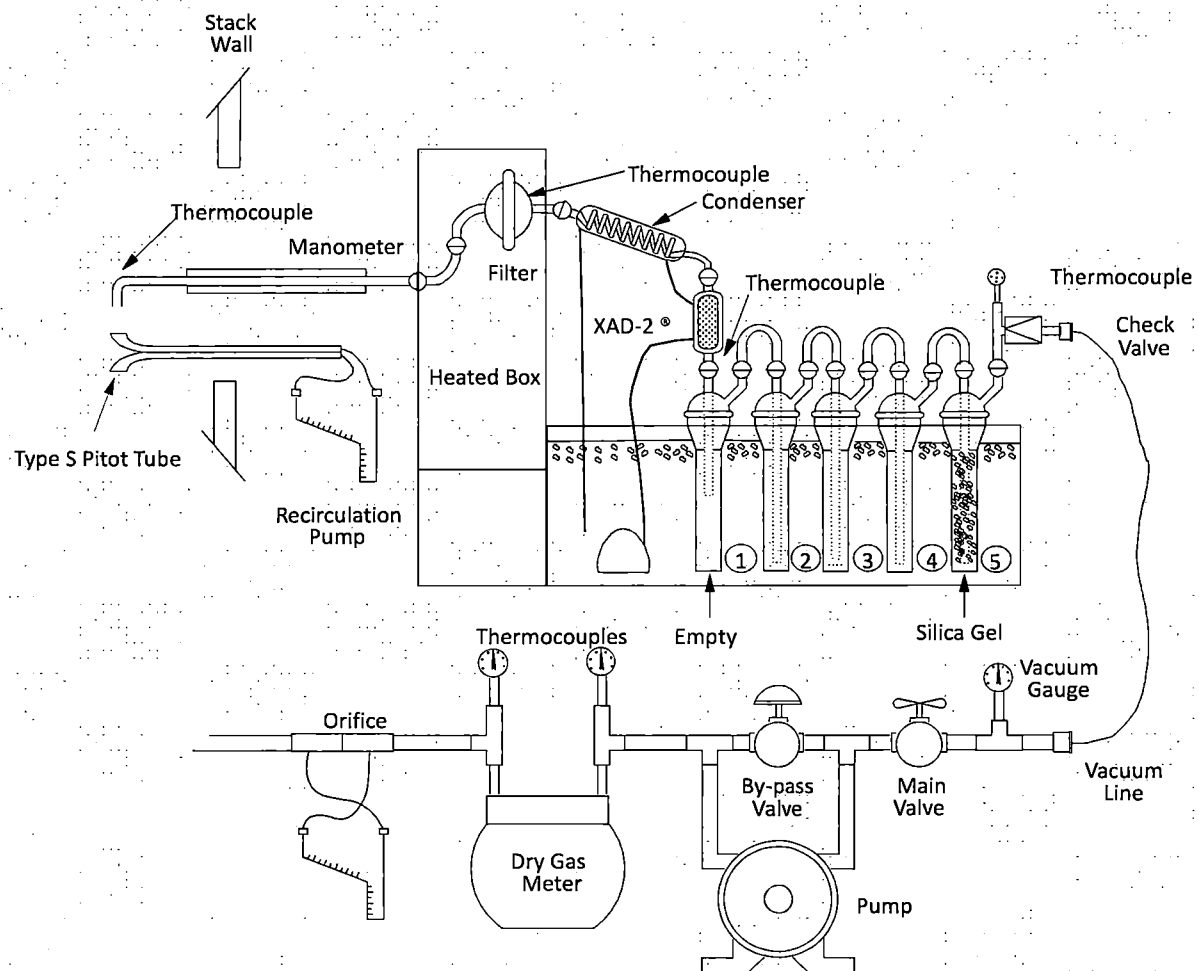 Stack
Wall
Thermocouple
Thermocouple
Condenser
Manometer
Filter
Thermocouple
Thermocouple
XAD-2 ®
Check
Valve
Heated Box
Type S Pitot Tube
Recirculation
Pump
1
2
3
4
5
Empty
Silica Gel
Thermocouples
Vacuum
Gauge
Orifice
By-pass
Valve
Main
Valve
Vacuum
Line
Dry Gas
Meter
Pump